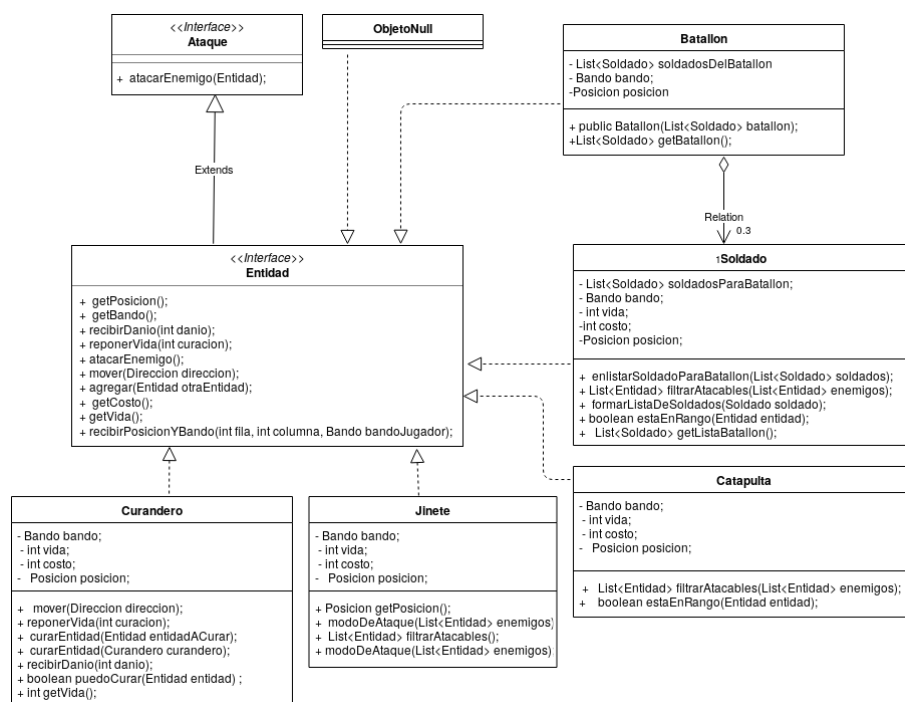 <<Interface>>
Ataque
+ atacarEnemigo(Entidad);
ObjetoNull
Batallon
- List<Soldado> soldadosDelBatallon
- Bando bando;
-Posicion posicion
+ public Batallon(List<Soldado> batallon);
+List<Soldado> getBatallon();
Extends
Relation
0.3
<<Interface>>
Entidad
+ getPosicion();
+ getBando();
+ recibirDanio(int danio);
+ reponerVida(int curacion);
+ atacarEnemigo();
+ mover(Direccion direccion);
+ agregar(Entidad otraEntidad);
+ getCosto();
+ getVida();
+ recibirPosicionYBando(int fila, int columna, Bando bandoJugador);
↑Soldado
- List<Soldado> soldadosParaBatallon;
- Bando bando;
- int vida;
-int costo;
-Posicion posicion;
+ enlistarSoldadoParaBatallon(List<Soldado> soldados);
+ List<Entidad> filtrarAtacables(List<Entidad> enemigos);
+ formarListaDeSoldados(Soldado soldado);
+ boolean estaEnRango(Entidad entidad);
+ List<Soldado> getListaBatallon();
Catapulta
- Bando bando;
- int vida;
- int costo;
- Posicion posicion;
+ List<Entidad> filtrarAtacables(List<Entidad> enemigos);
+ boolean estaEnRango(Entidad entidad);
Curandero
- Bando bando;
- int vida;
- int costo;
- Posicion posicion;
+ mover(Direccion direccion);
+ reponerVida(int curacion);
+ curarEntidad(Entidad entidadACurar);
+ curarEntidad(Curandero curandero);
+ recibirDanio(int danio);
+ boolean puedoCurar(Entidad entidad) ;
+ int getVida();
Jinete
- Bando bando;
- int vida;
- int costo;
- Posicion posicion;
+ Posicion getPosicion();
+ modoDeAtaque(List<Entidad> enemigos)
+ List<Entidad> filtrarAtacables();
+ modoDeAtaque(List<Entidad> enemigos);